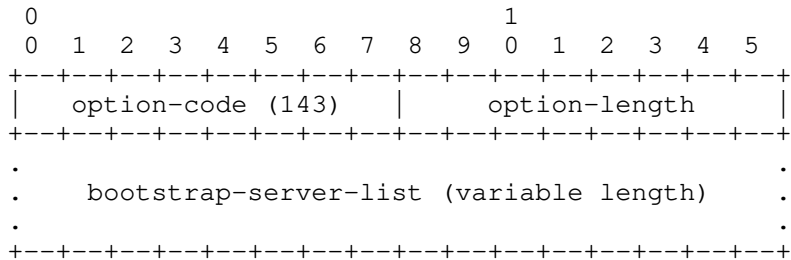 0                             1
 0  1  2  3  4  5  6  7  8  9  0  1  2  3  4  5
+--+--+--+--+--+--+--+--+--+--+--+--+--+--+--+--+
|    option-code (143)  |     option-length     |
+--+--+--+--+--+--+--+--+--+--+--+--+--+--+--+--+
.                                               .
.    bootstrap-server-list (variable length)    .
.                                               .
+--+--+--+--+--+--+--+--+--+--+--+--+--+--+--+--+